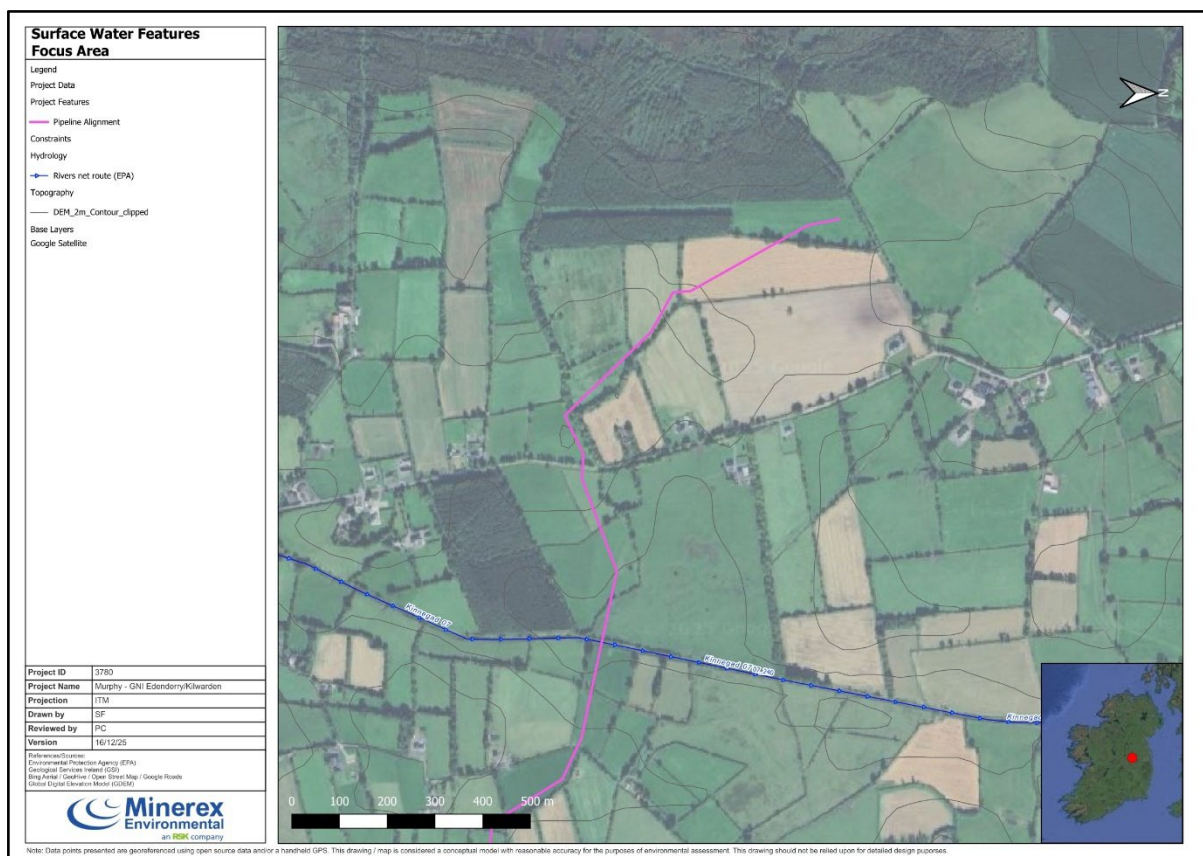 Surface Water Features
Focus Area
Legend
Project Data
Project Features
Pipeline Alignment
Constraints
Hydrology
Rivers net route (EPA)
Topography
DEM_2m_Contour_clipped
Base Layers
Google Satellite
N
Kinnegad 07
Kinnegad 07
Kinnegad
0 100 200 300 400 500 m
Project ID 3780
Project Name Murphy - GNI Edenderry/Kilwarden
Projection ITM
Drawn by SF
Reviewed by PC
Version 16/12/25
References/Sources:
Environmental Protection Agency (EPA)
Geological Services Ireland (GSI)
Bing Aerial / GeoHive / Open Street Map / Google Roads
Global Digital Elevation Model (GDEM)
Minerex
Environmental
an RSK company
Note: Data points presented are georeferenced using open source data and/or a handheld GPS. This drawing / map is considered a conceptual model with reasonable accuracy for the purposes of environmental assessment. This drawing should not be relied upon for detailed design puporses.